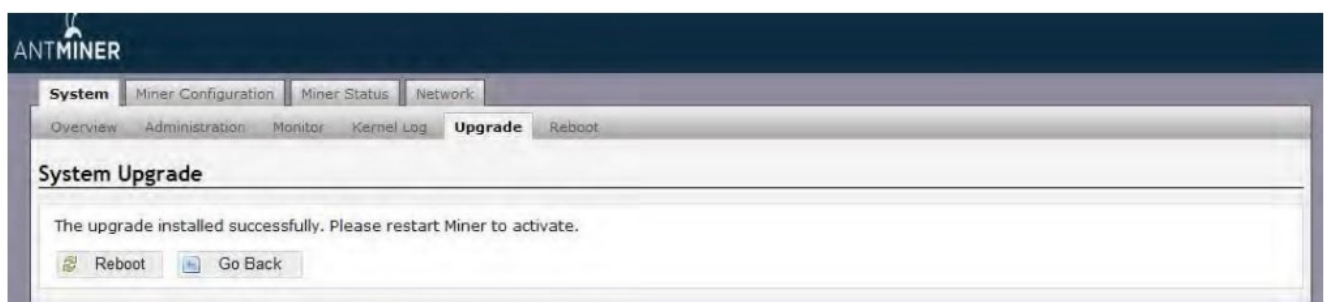 ANTMINER
System Miner Configuration Miner Status Network
Overview Administration Monitor Kernel Log Upgrade Reboot
System Upgrade
The upgrade installed successfully. Please restart Miner to activate.
Reboot Go Back